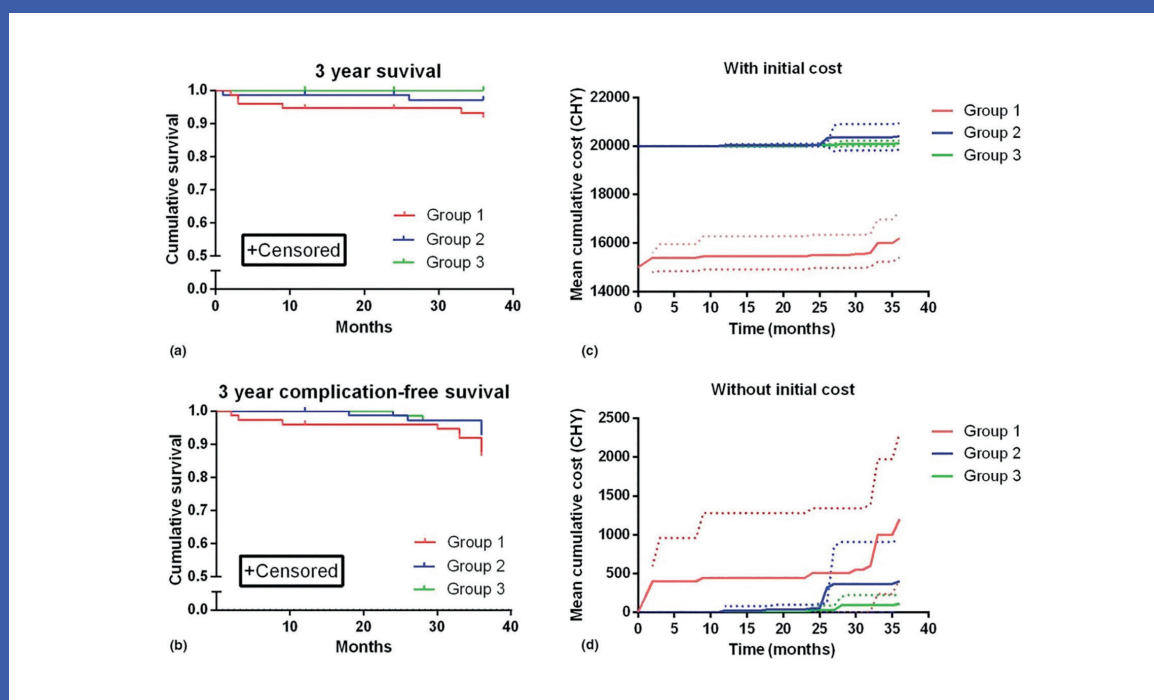 3 year suvival
Cumulative survival
1.0
0.9
0.8
0.7
0.6
0.5
0.0
Group 1
Group 2
Group 3
+Censored
0
10
20
30
40
Months
(a)
With initial cost
Mean cumulative cost (CHY)
22000
20000
18000
16000
14000
Group 1
Group 2
Group 3
0 5 10 15 20 25 30 35 40
Time (months)
(c)
3 year complication-free suvival
Cumulative survival
1.0
0.9
0.8
0.7
0.6
0.5
0.0
Group 1
Group 2
Group 3
+Censored
10
20
30
40
Months
(b)
Without initial cost
Mean cumulative cost (CHY)
2500
2000
1500
1000
500
0
Group 1
Group 2
Group 3
0 5 10 15 20 25 30 35 40
Time (months)
(d)